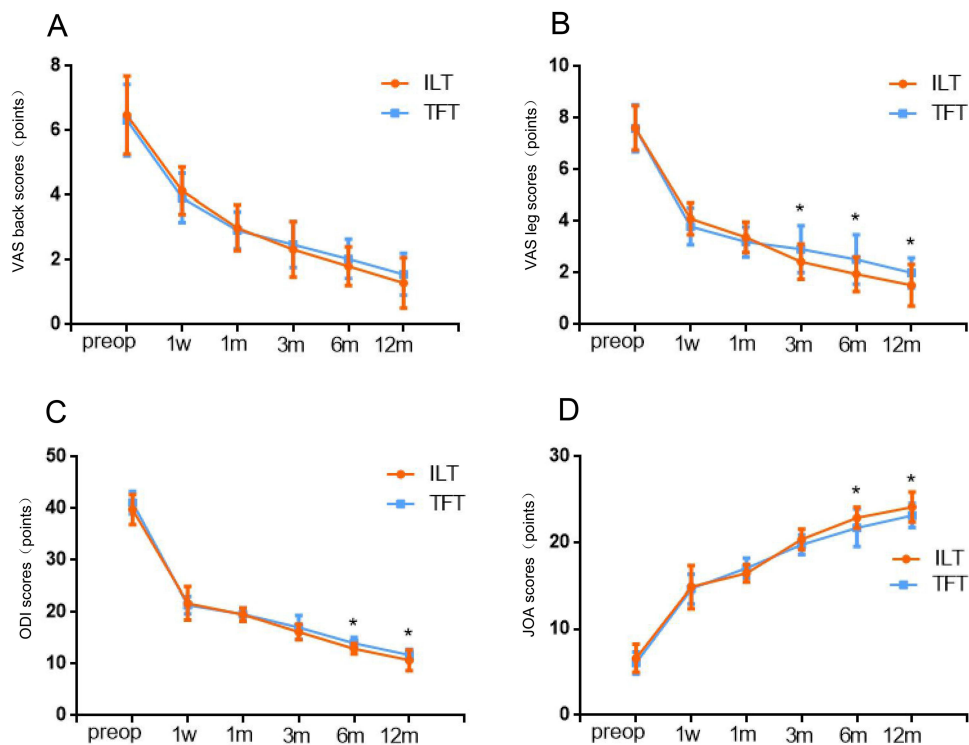 A
VAS back scores（points）
8
6
4
2
0
ILT
TFT
preop 1w 1m 3m 6m 12m
B
VAS leg scores（points）
10
8
6
4
2
0
ILT
TFT
* * *
preop 1w 1m 3m 6m 12m
C
ODI scores（points）
50
40
30
20
10
0
ILT
TFT
* *
preop 1w 1m 3m 6m 12m
D
JOA scores（points）
30
20
10
0
* *
ILT
TFT
preop 1w 1m 3m 6m 12m